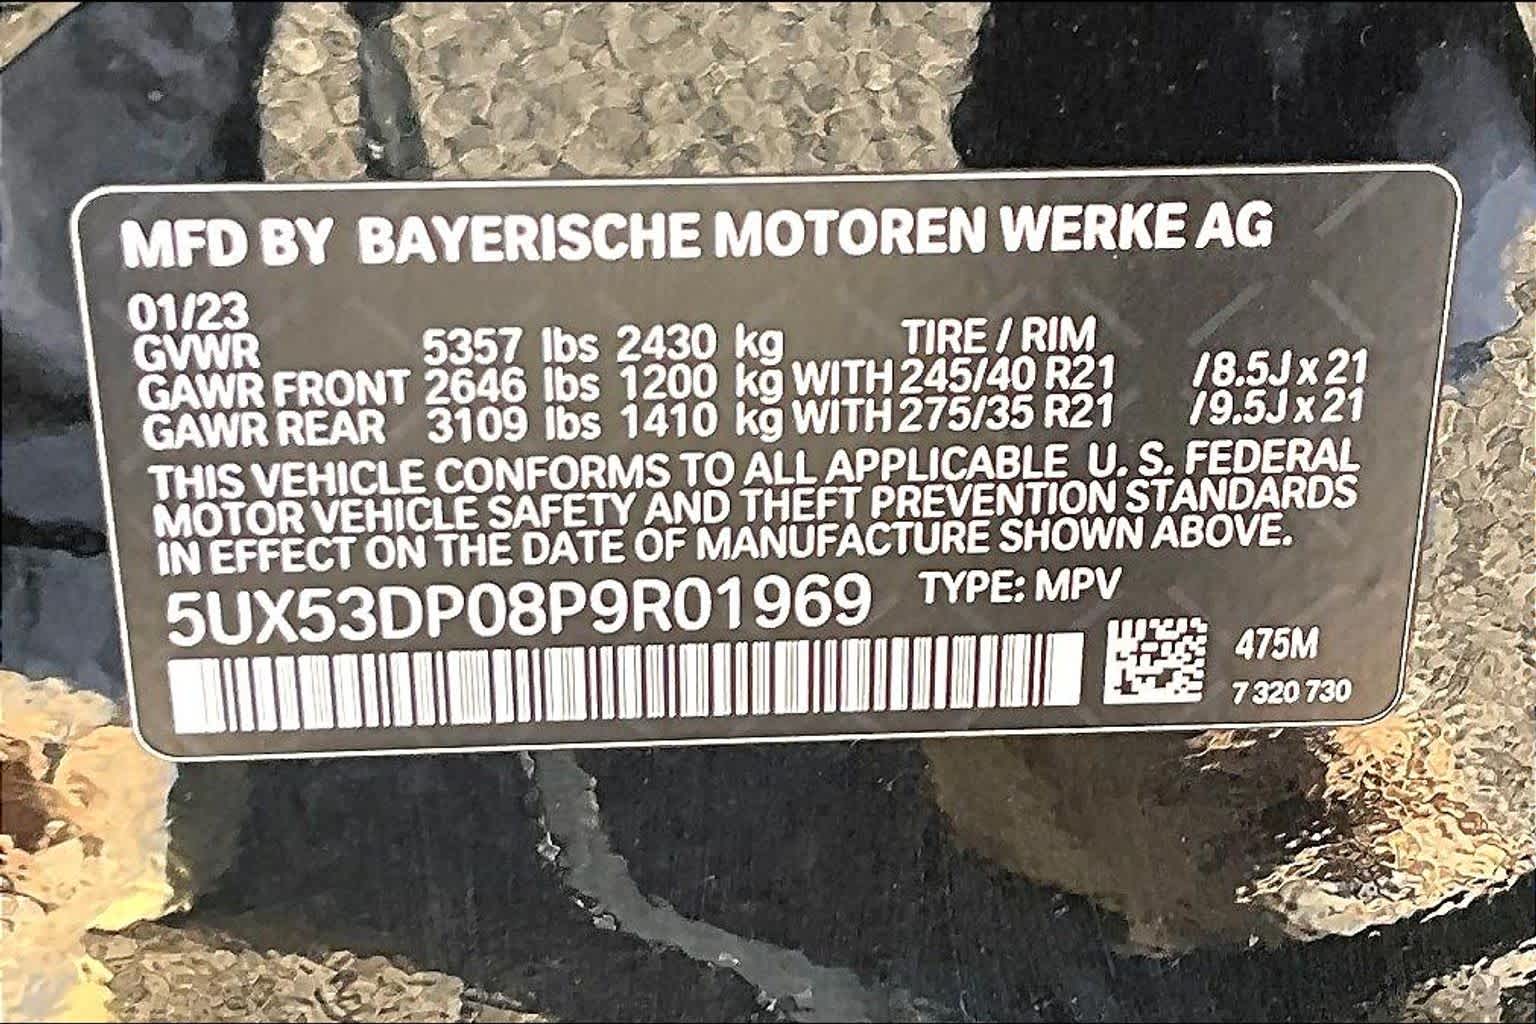 MFD BY BAYERISCHE MOTOREN WERKE AG
01/23
GVWR 5357 lbs 2430 kg TIRE / RIM
GAWR FRONT 2646 lbs 1200 kg WITH 245/40 R21 /8.5J x 21
GAWR REAR 3109 lbs 1410 kg WITH 275/35 R21 /9.5J x 21
THIS VEHICLE CONFORMS TO ALL APPLICABLE U. S. FEDERAL
MOTOR VEHICLE SAFETY AND THEFT PREVENTION STANDARDS
IN EFFECT ON THE DATE OF MANUFACTURE SHOWN ABOVE.
5UX53DP08P9R01969 TYPE: MPV
475M
7 320 730